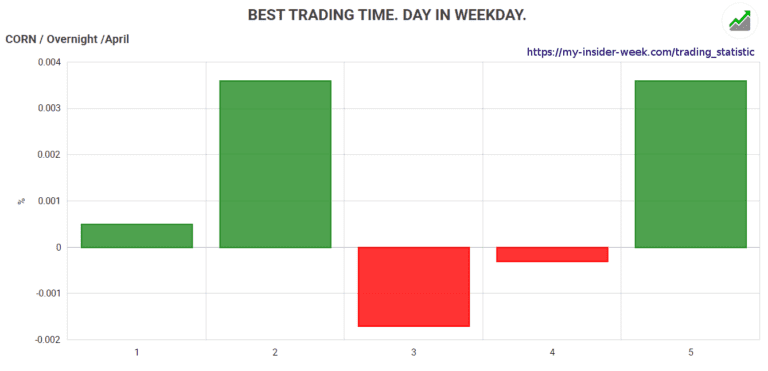 BEST TRADING TIME. DAY IN WEEKDAY.
CORN / Overnight /April
https://my-insider-week.com/trading_statistic
0.004
0.003
0.002
0.001
0
-0.001
-0.002
%
1 2 3 4 5